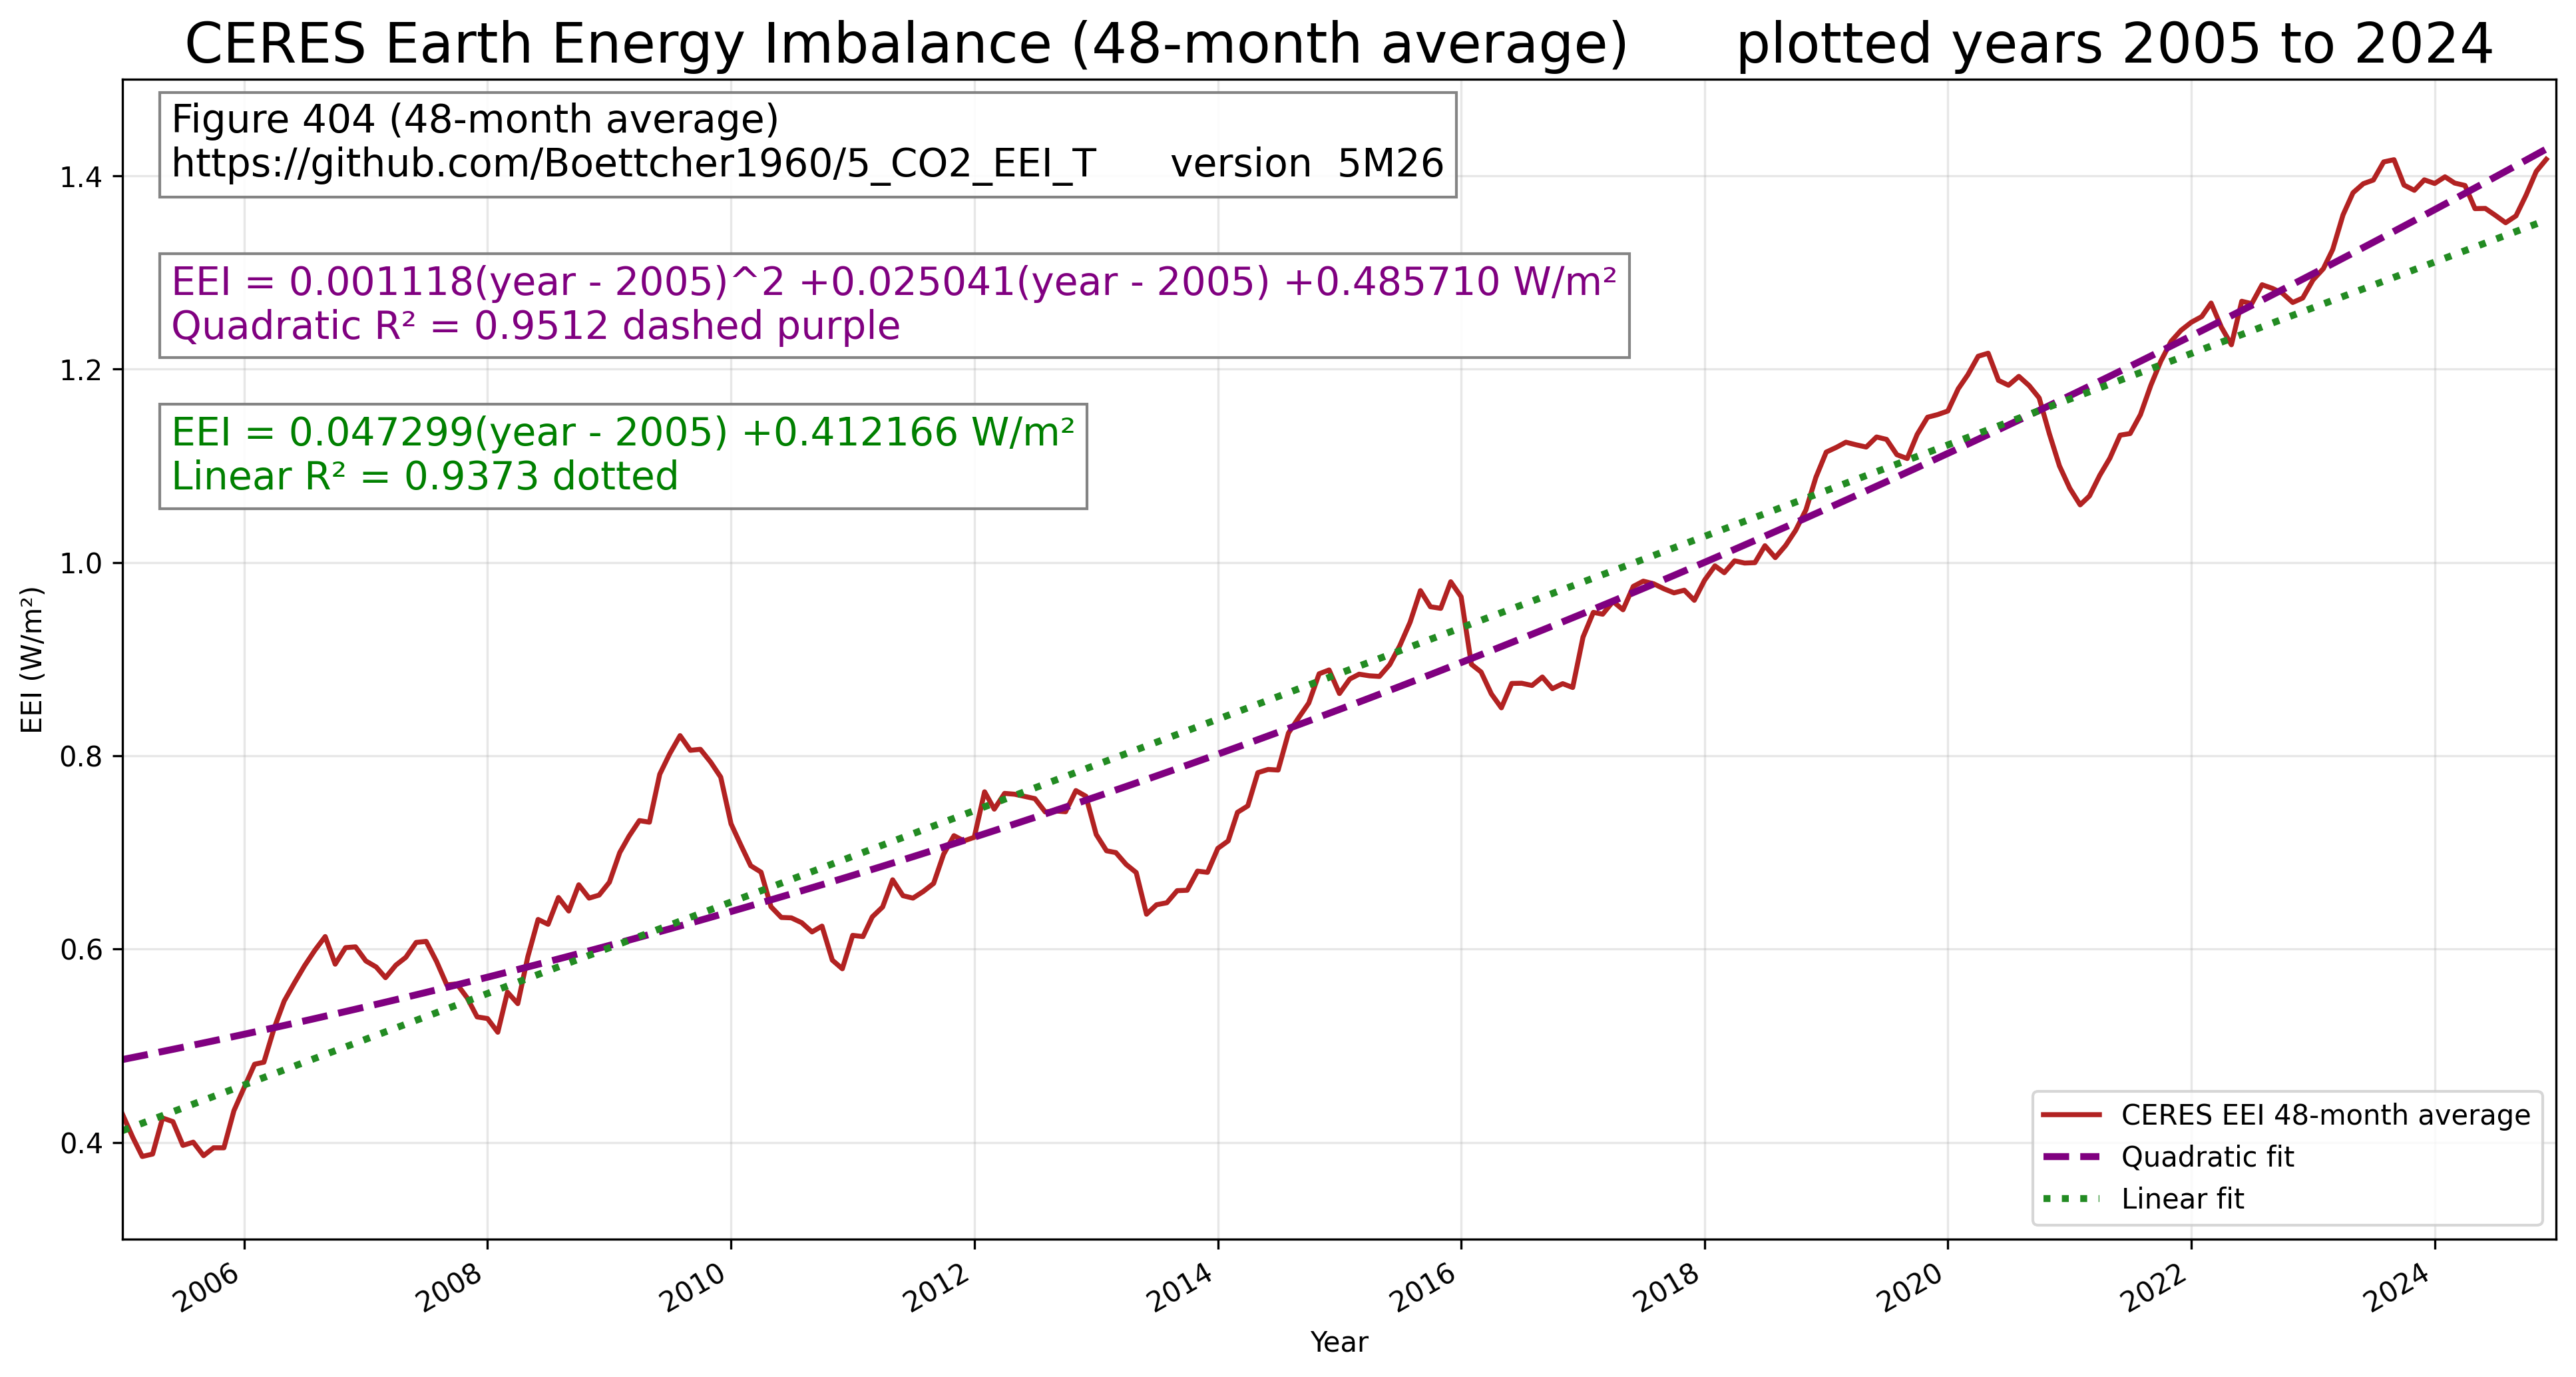 CERES Earth Energy Imbalance (48-month average)      plotted years 2005 to 2024
Figure 404 (48-month average)
https://github.com/Boettcher1960/5_CO2_EEI_T      version  5M26
EEI = 0.001118(year - 2005)^2 +0.025041(year - 2005) +0.485710 W/m²
Quadratic R² = 0.9512 dashed purple
EEI = 0.047299(year - 2005) +0.412166 W/m²
Linear R² = 0.9373 dotted
1.4
1.2
1.0
0.8
0.6
0.4
EEI (W/m²)
CERES EEI 48-month average
Quadratic fit
Linear fit
2006 2008 2010 2012 2014 2016 2018 2020 2022 2024
Year